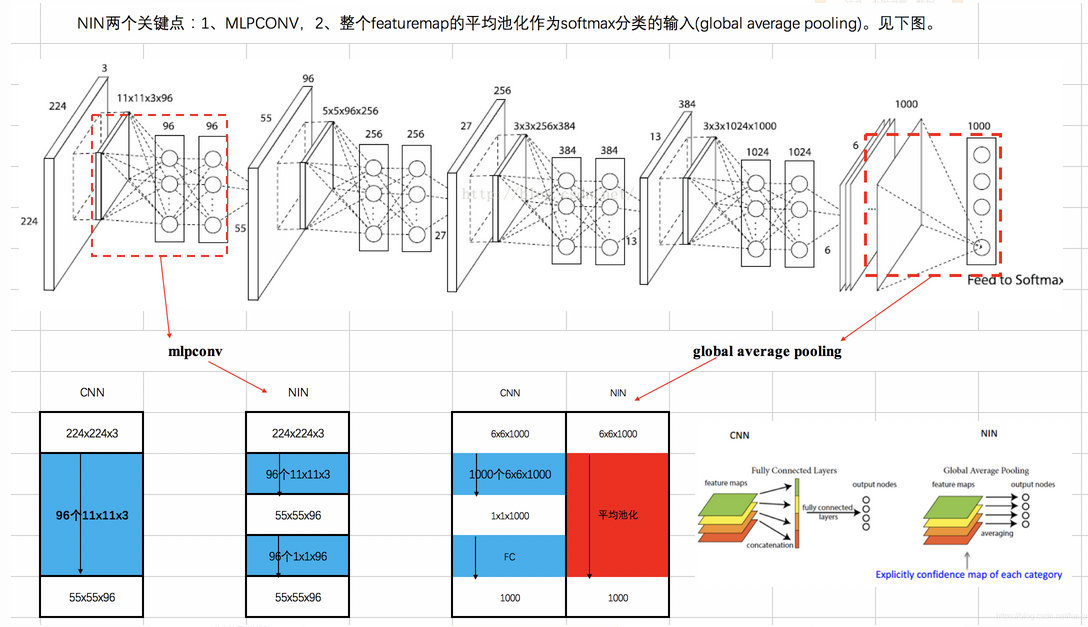 NIN两个关键点：1、MLPCONV，2、整个featuremap的平均池化作为softmax分类的输入(global average pooling)。见下图。
3
224
11x11x3x96
96
96
224
96
55
5x5x96x256
256
256
55
256
27
3x3x256x384
384
384
27
384
13
3x3x1024x1000
1024
1024
13
1000
6
1000
6
Feed to Softmax
mlpconv
global average pooling
CNN
NIN
CNN
NIN
224x224x3
224x224x3
6x6x1000
6x6x1000
96个11x11x3
96个11x11x3
1000个6x6x1000
平均池化
55x55x96
1x1x1000
96个1x1x96
FC
55x55x96
55x55x96
1000
1000
CNN
NIN
Fully Connected Layers
Global Average Pooling
feature maps
output nodes
feature maps
output nodes
fully connected
layers
concatenation
averaging
Explicitly confidence map of each category